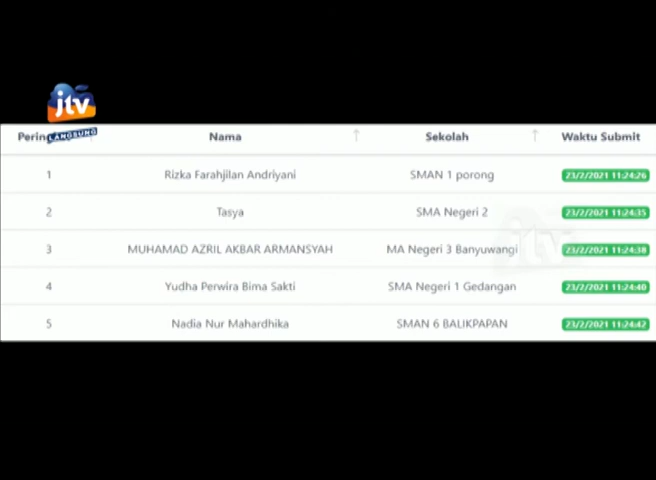 jtv
LANGSUNG
Nama Sekolah Waktu Submit
1 Rizka Farahjilan Andriyani SMAN 1 porong 23/2/2021 11:24:26
2 Tasya SMA Negeri 2 23/2/2021 11:24:35
3 MUHAMAD AZRIL AKBAR ARMANSYAH MA Negeri 3 Banyuwangi 23/2/2021 11:24:38
4 Yudha Perwira Bima Sakti SMA Negeri 1 Gedangan 23/2/2021 11:24:40
5 Nadia Nur Mahardhika SMAN 6 BALIKPAPAN 23/2/2021 11:24:42
jtv